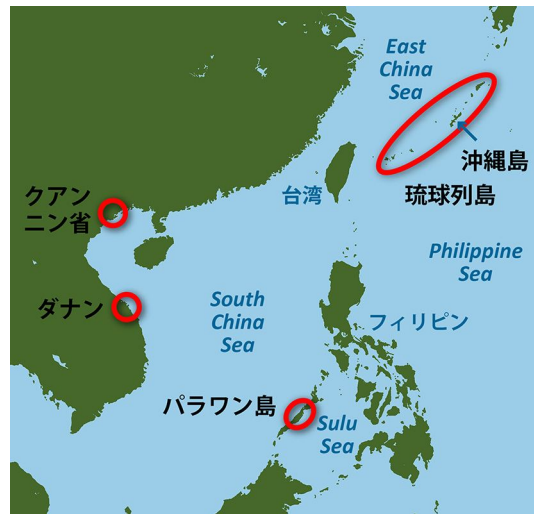 East
China
Sea
沖縄島
琉球列島
台湾
クアン
ニン省
Philippine
Sea
ダナン
South
China
Sea
フィリピン
パラワン島
Sulu
Sea